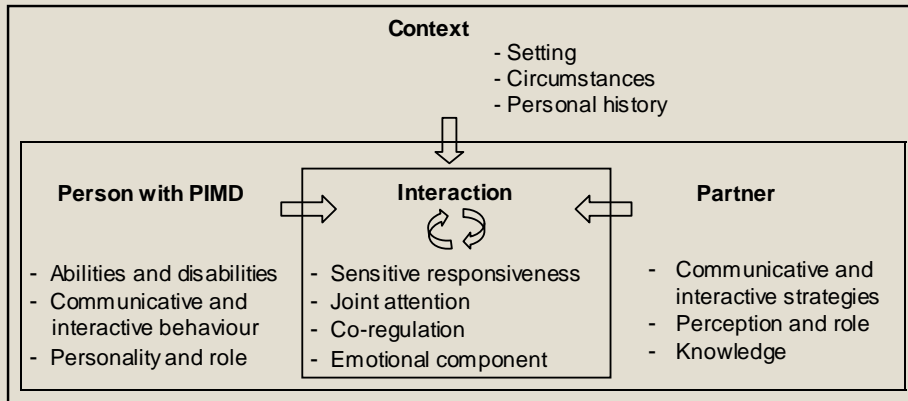 Context
- Setting
- Circumstances
- Personal history
Person with PIMD
- Abilities and disabilities
- Communicative and
interactive behaviour
- Personality and role
Interaction
- Sensitive responsiveness
- Joint attention
- Co-regulation
- Emotional component
Partner
- Communicative and
interactive strategies
- Perception and role
- Knowledge